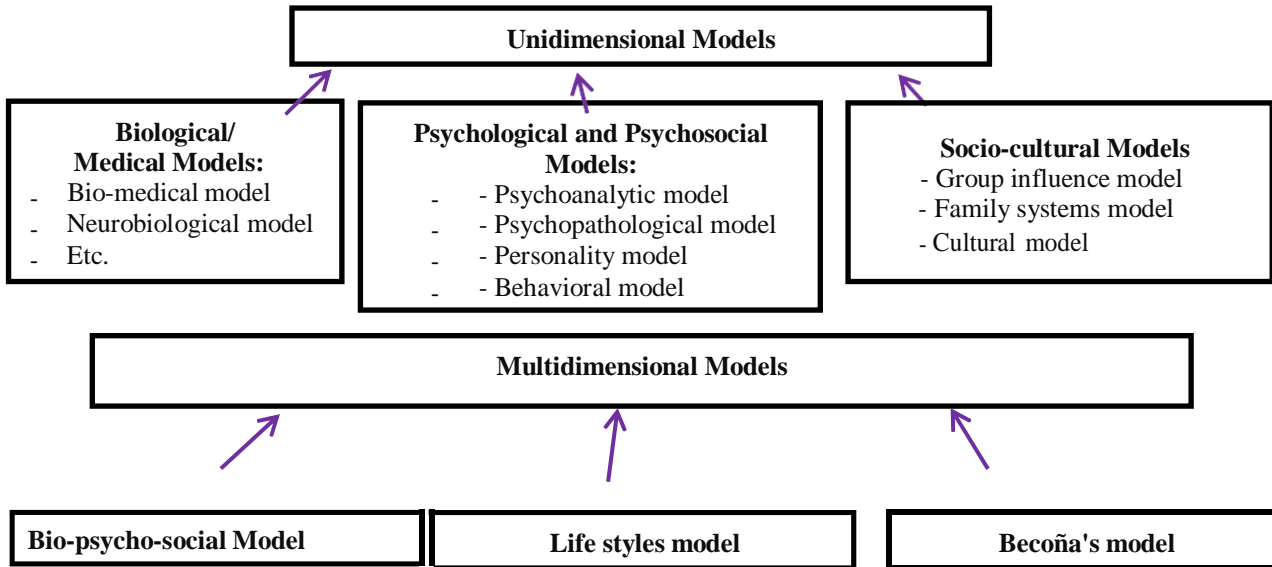 Unidimensional Models
Biological/
Medical Models:
- Bio-medical model
- Neurobiological model
- Etc.
Psychological and Psychosocial
Models:
- - Psychoanalytic model
- - Psychopathological model
- - Personality model
- - Behavioral model
Socio-cultural Models
- Group influence model
- Family systems model
- Cultural model
Multidimensional Models
Bio-psycho-social Model
Life styles model
Becoña's model